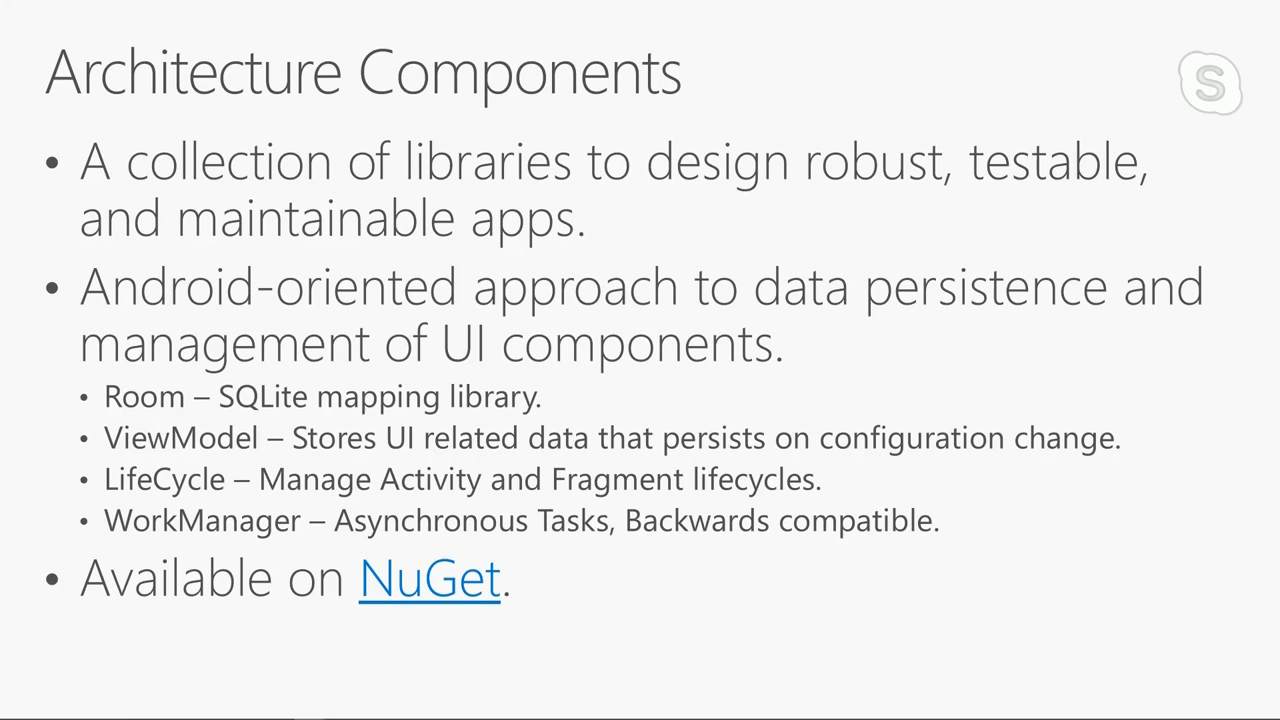 Architecture Components
S
• A collection of libraries to design robust, testable,
and maintainable apps.
• Android-oriented approach to data persistence and
management of UI components.
• Room – SQLite mapping library.
• ViewModel – Stores UI related data that persists on configuration change.
• LifeCycle – Manage Activity and Fragment lifecycles.
• WorkManager – Asynchronous Tasks, Backwards compatible.
• Available on NuGet.